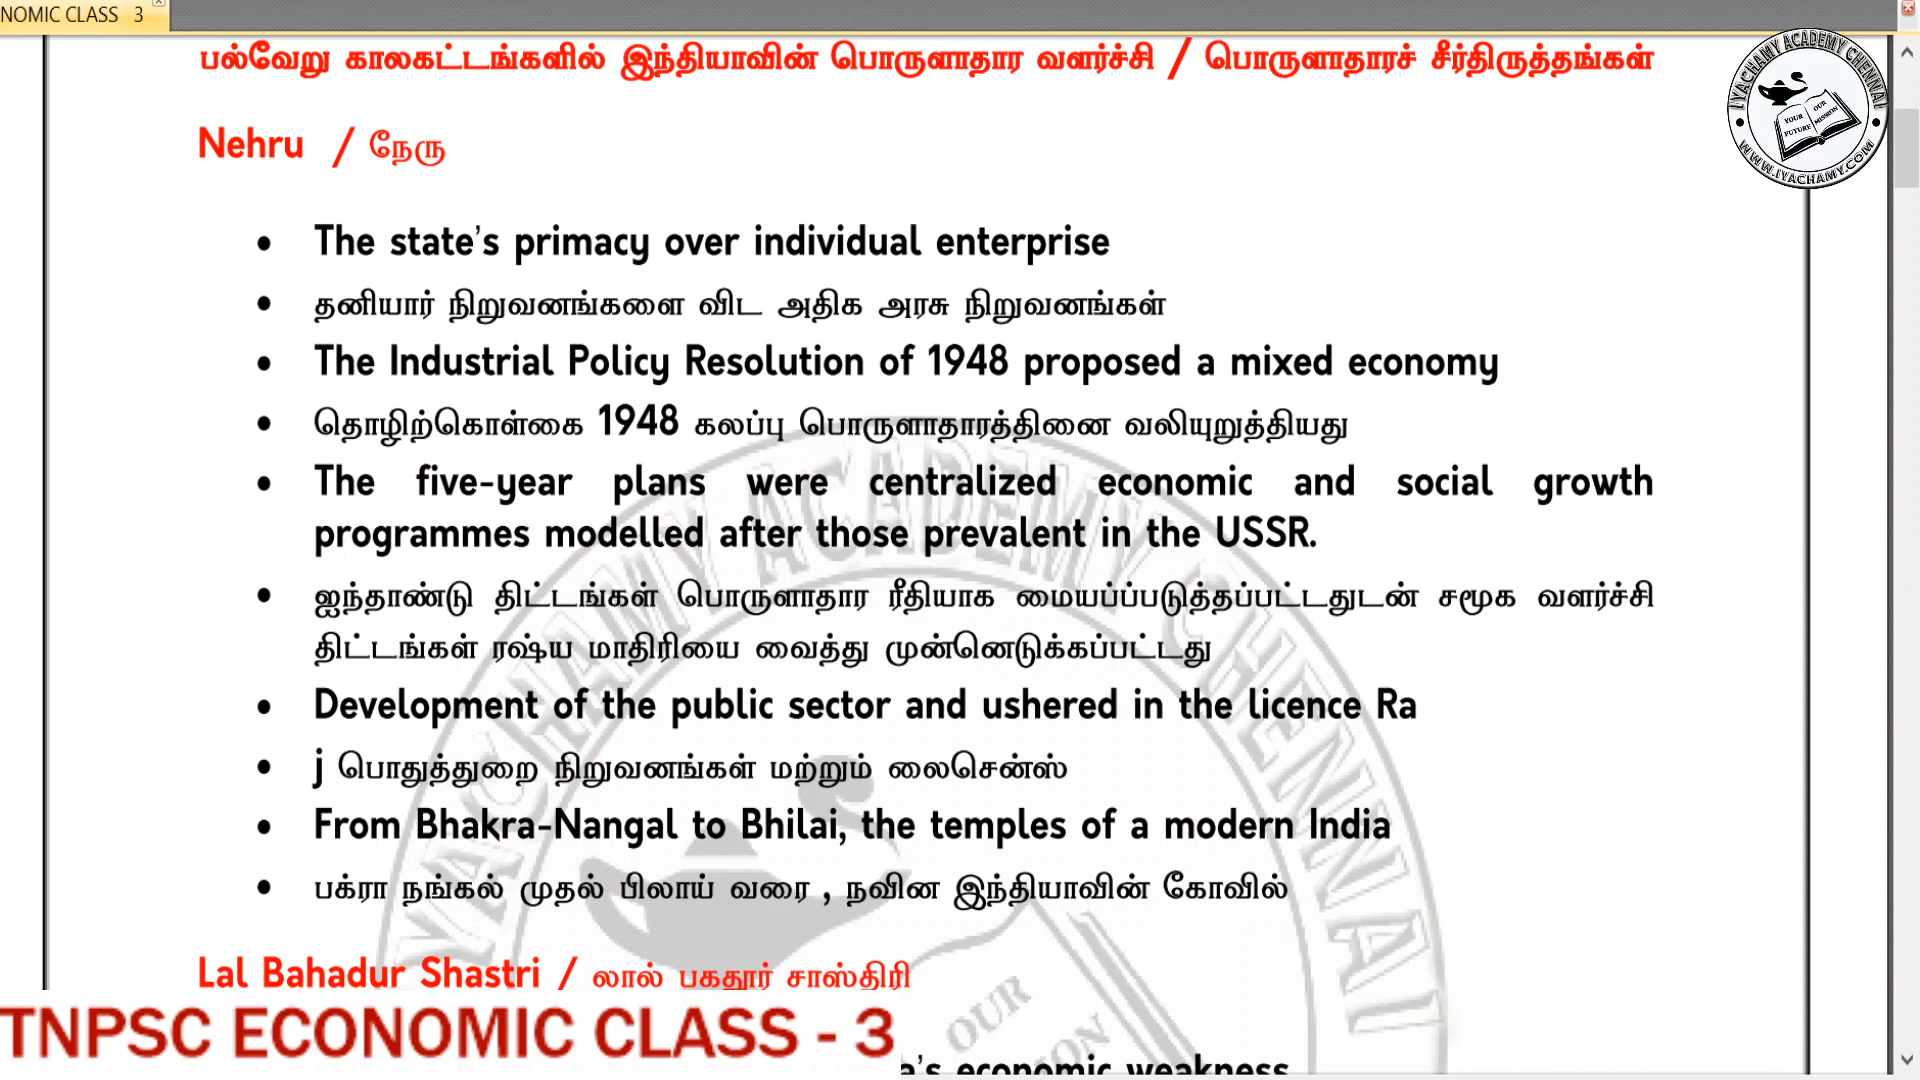 NOMIC CLASS 3
பல்வேறு காலகட்டங்களில் இந்தியாவின் பொருளாதார வளர்ச்சி / பொருளாதாரச் சீர்திருத்தங்கள்
IYACHAMY ACADEMY CHENNAI
YOUR FUTURE OUR MISSION
WWW.IYACHAMY.COM
Nehru / நேரு
• The state's primacy over individual enterprise
• தனியார் நிறுவனங்களை விட அதிக அரசு நிறுவனங்கள்
• The Industrial Policy Resolution of 1948 proposed a mixed economy
• தொழிற்கொள்கை 1948 கலப்பு பொருளாதாரத்தினை வலியுறுத்தியது
• The five-year plans were centralized economic and social growth
programmes modelled after those prevalent in the USSR.
• ஐந்தாண்டு திட்டங்கள் பொருளாதார ரீதியாக மையப்ப்படுத்தப்பட்டதுடன் சமூக வளர்ச்சி
திட்டங்கள் ரஷ்ய மாதிரியை வைத்து முன்னெடுக்கப்பட்டது
• Development of the public sector and ushered in the licence Ra
• j பொதுத்துறை நிறுவனங்கள் மற்றும் லைசென்ஸ்
• From Bhakra-Nangal to Bhilai, the temples of a modern India
• பக்ரா நங்கல் முதல் பிலாய் வரை , நவின இந்தியாவின் கோவில்
Lal Bahadur Shastri / லால் பகதூர் சாஸ்திரி
TNPSC ECONOMIC CLASS - 3
a's economic weakness